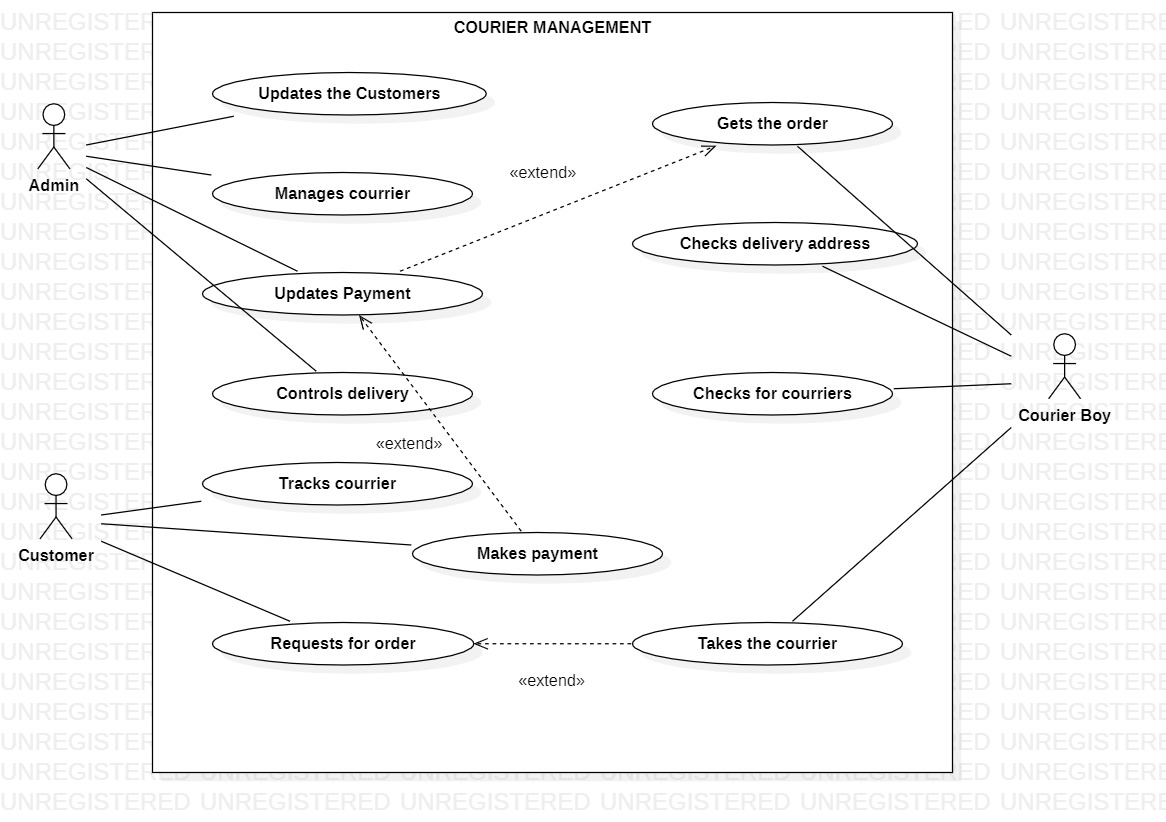 COURIER MANAGEMENT
Updates the Customers
Gets the order
«extend»
Admin
Manages courrier
Checks delivery address
Updates Payment
Controls delivery
Checks for courriers
Courier Boy
«extend»
Tracks courrier
Customer
Makes payment
Requests for order
Takes the courrier
«extend»
UNREGISTERED UNREGISTERED UNREGISTERED UNREGISTERED UNREGISTERED UNREGISTERED